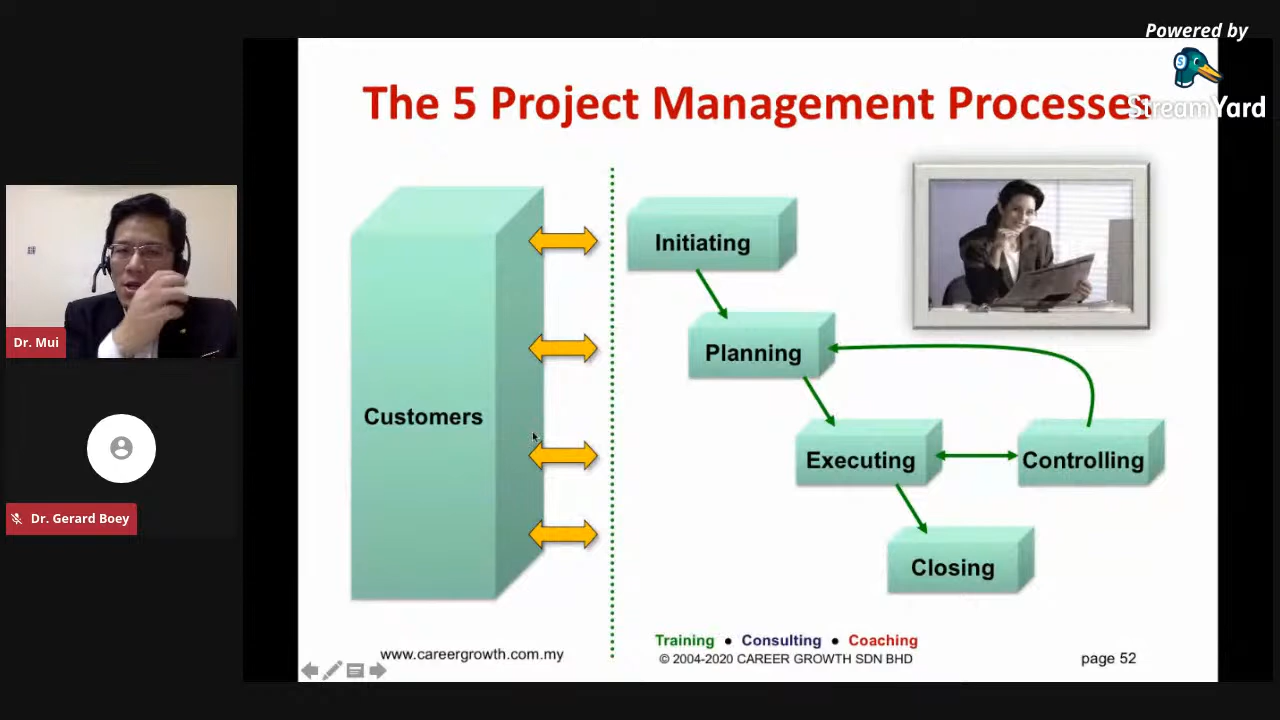 Powered by
StreamYard
The 5 Project Management Processes
Customers
Initiating
Planning
Executing
Controlling
Closing
Dr. Mui
Dr. Gerard Boey
www.careergrowth.com.my
Training ● Consulting ● Coaching
© 2004-2020 CAREER GROWTH SDN BHD
page 52